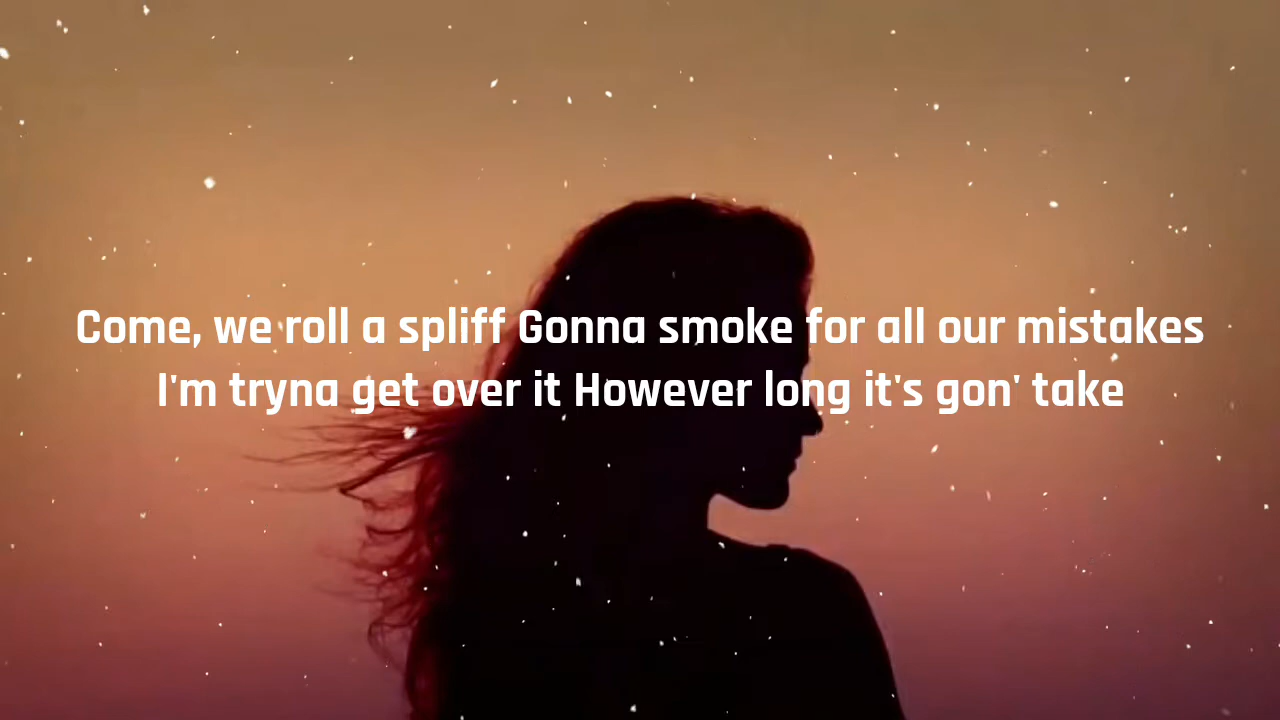 Come, we roll a spliff Gonna smoke for all our mistakes
I'm tryna get over it However long it's gon' take